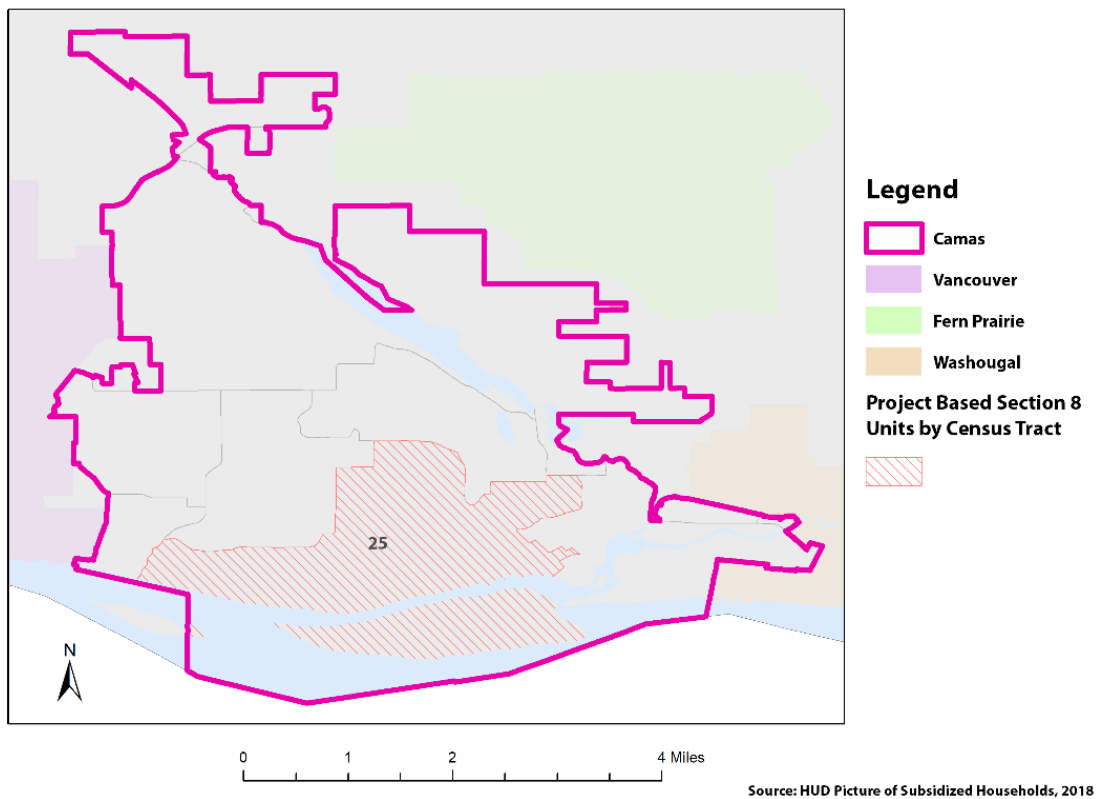 Legend
Camas
Vancouver
Fern Prairie
Washougal
Project Based Section 8
Units by Census Tract
25
N
0 1 2 4 Miles
Source: HUD Picture of Subsidized Households, 2018